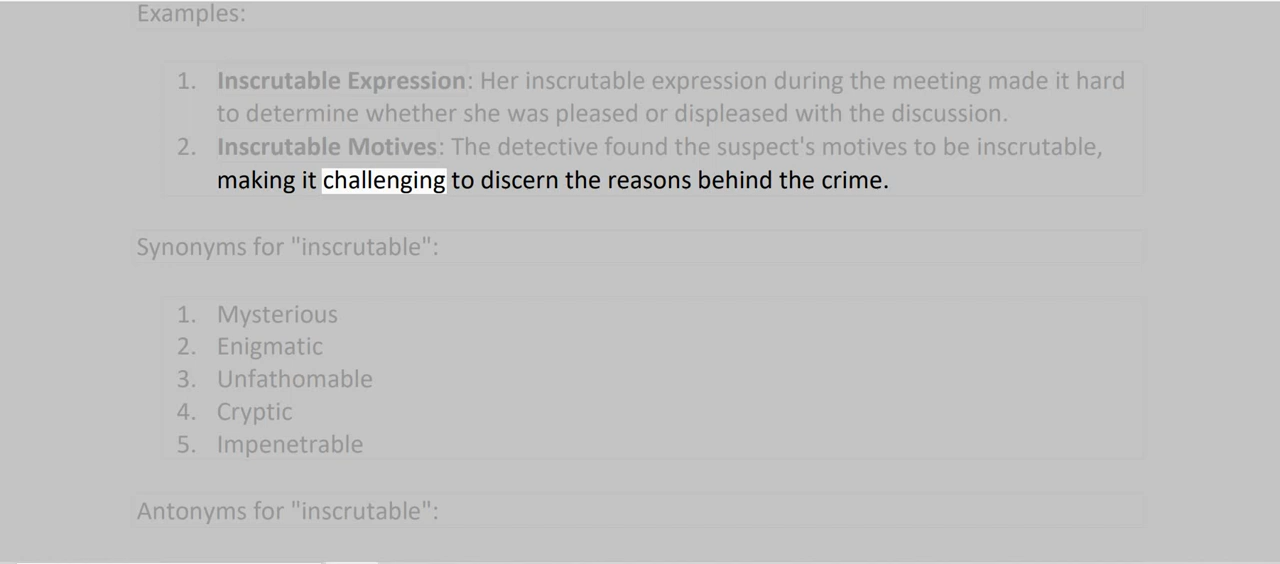 Examples:
1. Inscrutable Expression: Her inscrutable expression during the meeting made it hard
to determine whether she was pleased or displeased with the discussion.
2. Inscrutable Motives: The detective found the suspect's motives to be inscrutable,
making it challenging to discern the reasons behind the crime.
Synonyms for "inscrutable":
1. Mysterious
2. Enigmatic
3. Unfathomable
4. Cryptic
5. Impenetrable
Antonyms for "inscrutable":